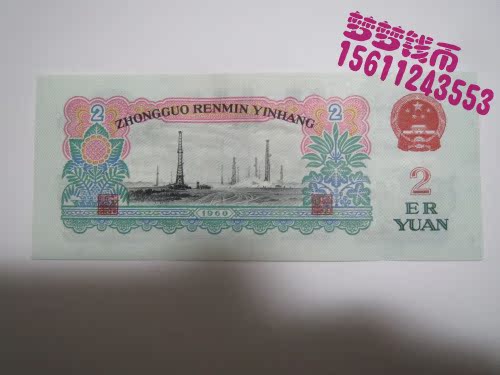 梦梦钱币
15611243553
2
ZHONGGUO RENMIN YINHANG
2
1960
2
ER
YUAN